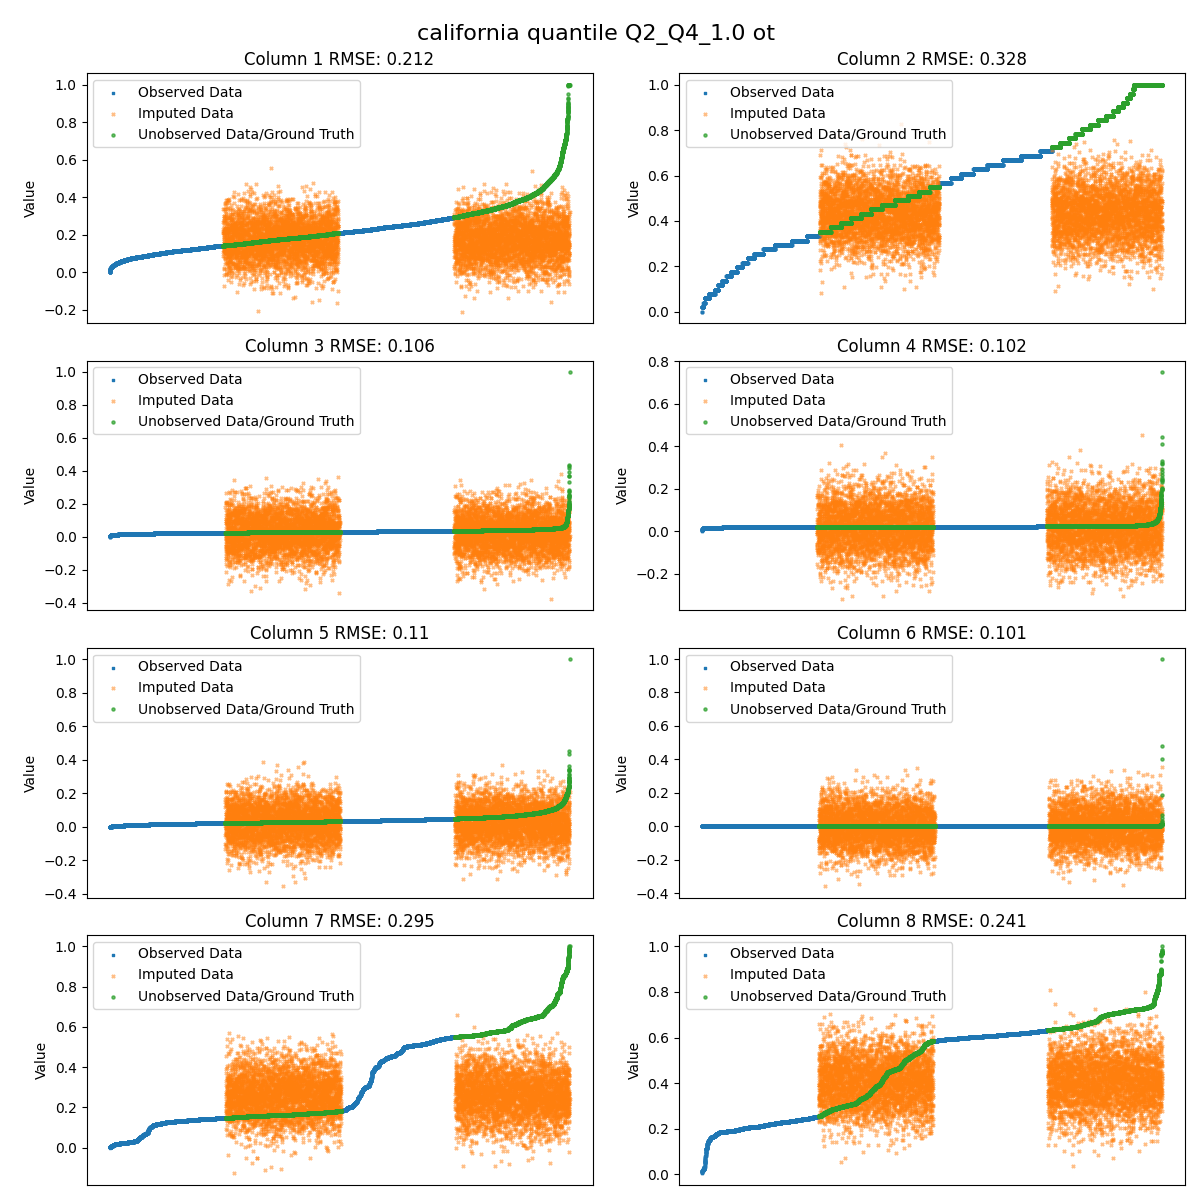 california quantile Q2_Q4_1.0 ot
Column 1 RMSE: 0.212
Value
1.0
0.8
0.6
0.4
0.2
0.0
−0.2
Observed Data
Imputed Data
Unobserved Data/Ground Truth
Column 2 RMSE: 0.328
Value
1.0
0.8
0.6
0.4
0.2
0.0
Observed Data
Imputed Data
Unobserved Data/Ground Truth
Column 3 RMSE: 0.106
Value
1.0
0.8
0.6
0.4
0.2
0.0
−0.2
−0.4
Observed Data
Imputed Data
Unobserved Data/Ground Truth
Column 4 RMSE: 0.102
Value
0.8
0.6
0.4
0.2
0.0
−0.2
Observed Data
Imputed Data
Unobserved Data/Ground Truth
Column 5 RMSE: 0.11
Value
1.0
0.8
0.6
0.4
0.2
0.0
−0.2
−0.4
Observed Data
Imputed Data
Unobserved Data/Ground Truth
Column 6 RMSE: 0.101
Value
1.0
0.8
0.6
0.4
0.2
0.0
−0.2
−0.4
Observed Data
Imputed Data
Unobserved Data/Ground Truth
Column 7 RMSE: 0.295
Value
1.0
0.8
0.6
0.4
0.2
0.0
Observed Data
Imputed Data
Unobserved Data/Ground Truth
Column 8 RMSE: 0.241
Value
1.0
0.8
0.6
0.4
0.2
0.0
Observed Data
Imputed Data
Unobserved Data/Ground Truth